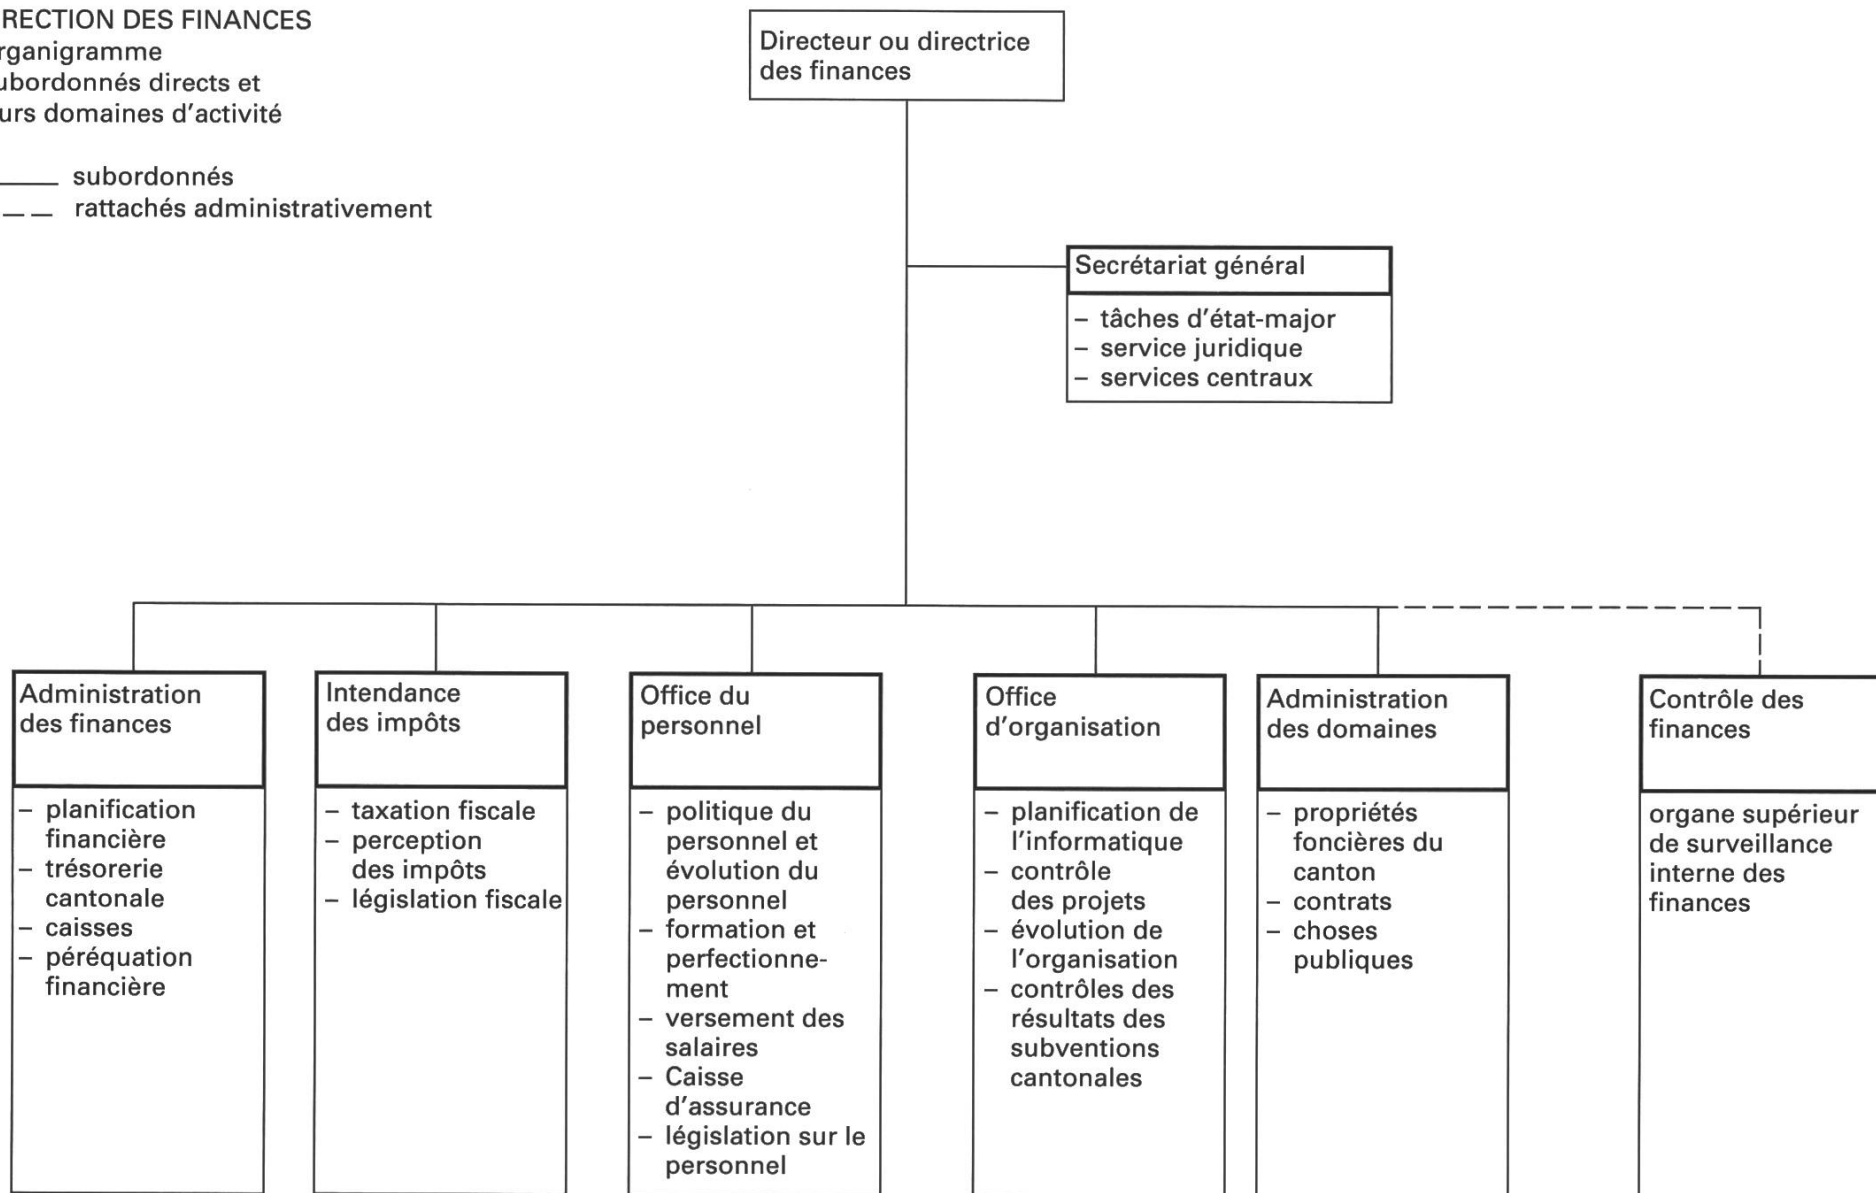 RECTION DES FINANCES
rganigramme
ubordonnés directs et
urs domaines d'activité
subordonnés
rattachés administrativement
Directeur ou directrice
des finances
Secrétariat général
– tâches d'état-major
– service juridique
– services centraux
Administration
des finances
– planification
financière
– trésorerie
cantonale
– caisses
– péréquation
financière
Intendance
des impôts
– taxation fiscale
– perception
des impôts
– législation fiscale
Office du
personnel
– politique du
personnel et
évolution du
personnel
– formation et
perfectionne-
ment
– versement des
salaires
– Caisse
d'assurance
– législation sur le
personnel
Office
d'organisation
– planification de
l'informatique
– contrôle
des projets
– évolution de
l'organisation
– contrôles des
résultats des
subventions
cantonales
Administration
des domaines
– propriétés
foncières du
canton
– contrats
– choses
publiques
Contrôle des
finances
organe supérieur
de surveillance
interne des
finances